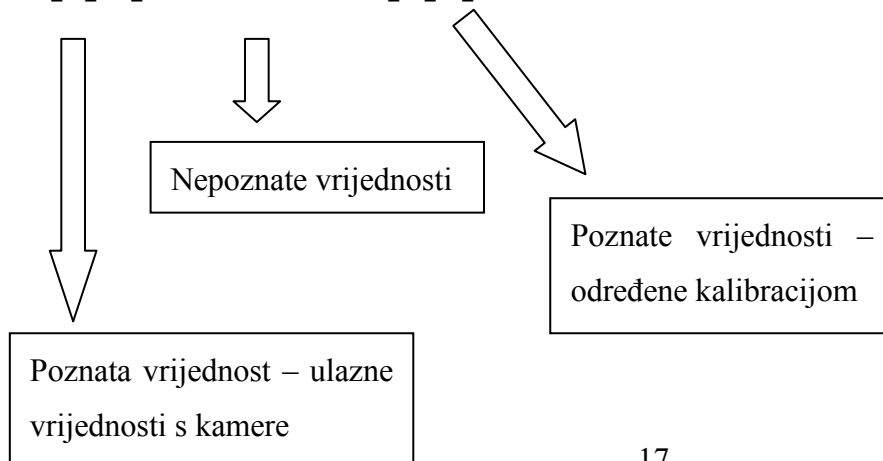 Nepoznate vrijednosti
Poznate vrijednosti –
određene kalibracijom
Poznata vrijednost – ulazne
vrijednosti s kamere
17